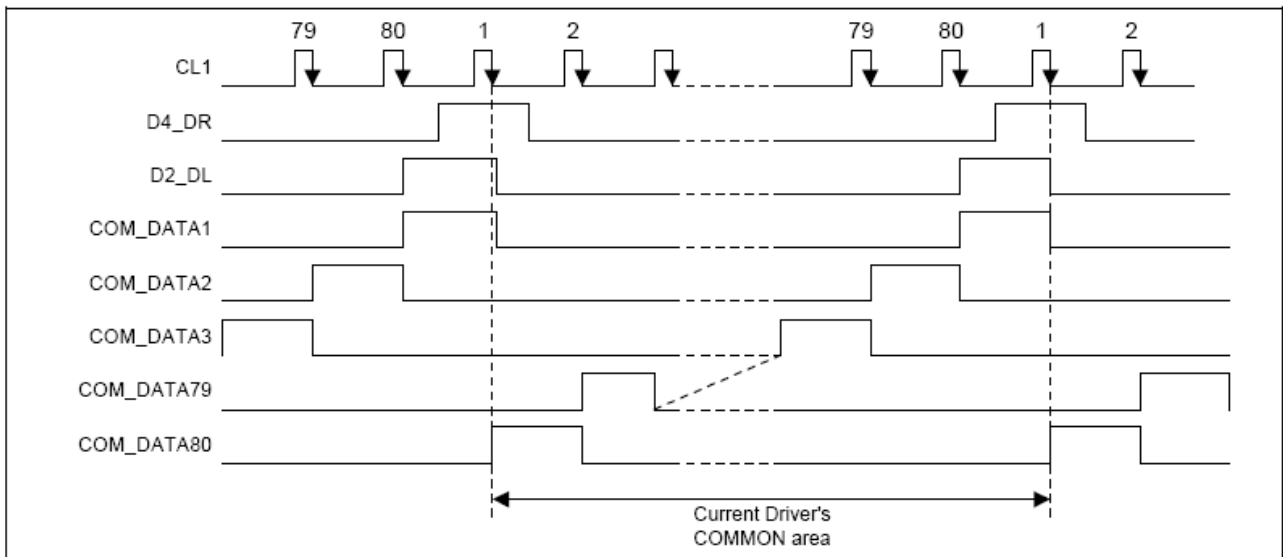 79 80 1 2 79 80 1 2
CL1
D4_DR
D2_DL
COM_DATA1
COM_DATA2
COM_DATA3
COM_DATA79
COM_DATA80
Current Driver's
COMMON area